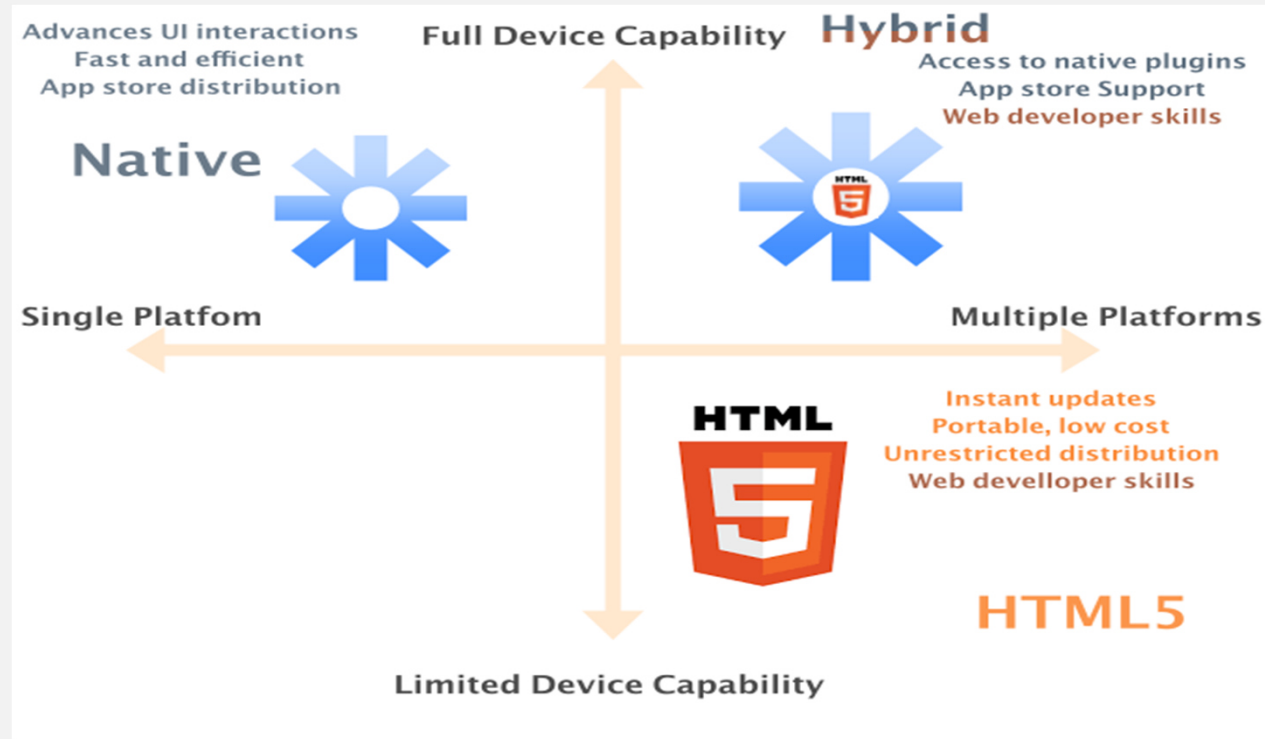 Advances UI interactions
Fast and efficient
App store distribution
Native
Full Device Capability
Hybrid
Access to native plugins
App store Support
Web developer skills
HTML
5
Single Platfom
Multiple Platforms
HTML
5
Instant updates
Portable, low cost
Unrestricted distribution
Web develloper skills
HTML5
Limited Device Capability